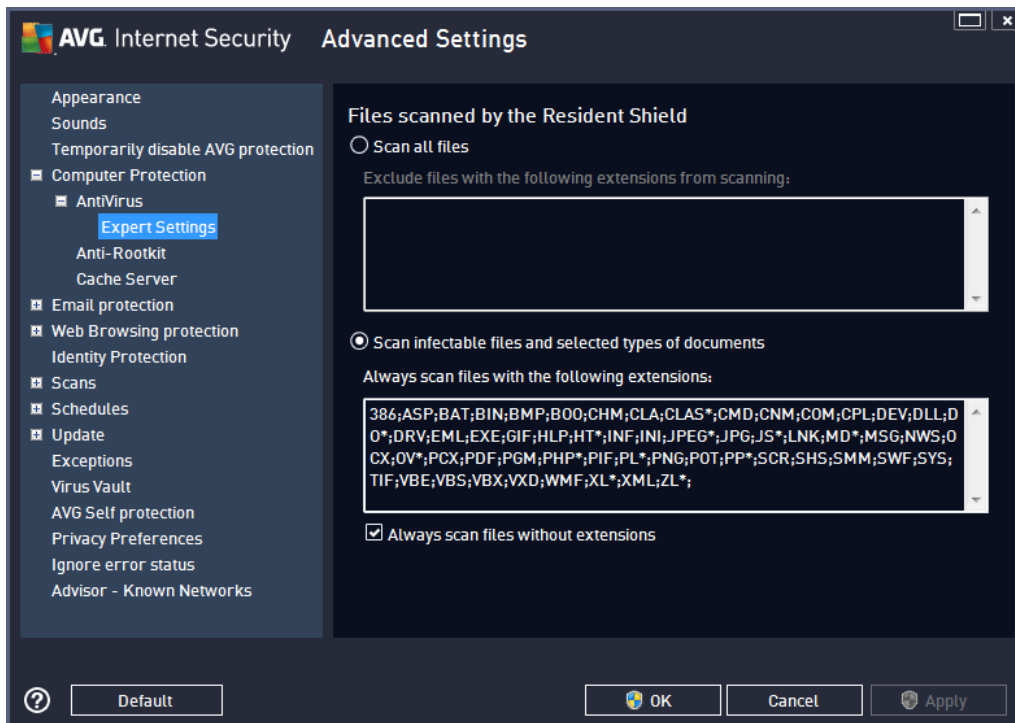 AVG. Internet Security Advanced Settings
Appearance
Sounds
Temporarily disable AVG protection
Computer Protection
AntiVirus
Expert Settings
Anti-Rootkit
Cache Server
Email protection
Web Browsing protection
Identity Protection
Scans
Schedules
Update
Exceptions
Virus Vault
AVG Self protection
Privacy Preferences
Ignore error status
Advisor - Known Networks
Files scanned by the Resident Shield
Scan all files
Exclude files with the following extensions from scanning:
Scan infectable files and selected types of documents
Always scan files with the following extensions:
386;ASP;BAT;BIN;BMP;BOO;CHM;CLA;CLAS*;CMD;CNM;COM;CPL;DEV;DLL;D
O*;DRV;EML;EXE;GIF;HLP;HT*;INF;INI;JPEG*;JPG;JS*;LNK;MD*;MSG;NWS;O
CX;OV*;PCX;PDF;PGM;PHP*;PIF;PL*;PNG;POT;PP*;SCR;SHS;SMM;SWF;SYS;
TIF;VBE;VBS;VBX;VXD;WMF;XL*;XML;ZL*;
Always scan files without extensions
Default
OK
Cancel
Apply